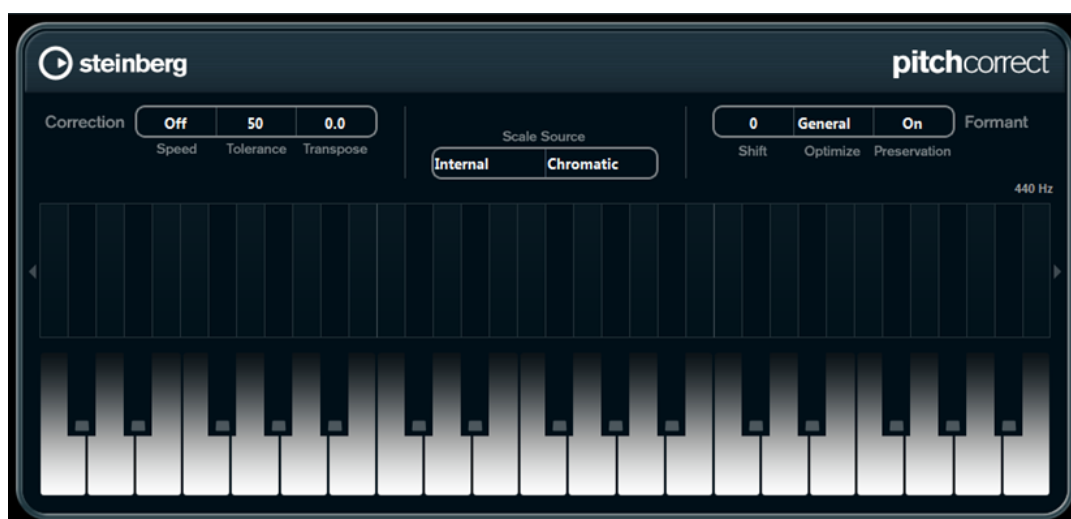 steinberg
pitchcorrect
Correction Off 50 0.0
Speed Tolerance Transpose
Scale Source
Internal Chromatic
0 General On Formant
Shift Optimize Preservation
440 Hz